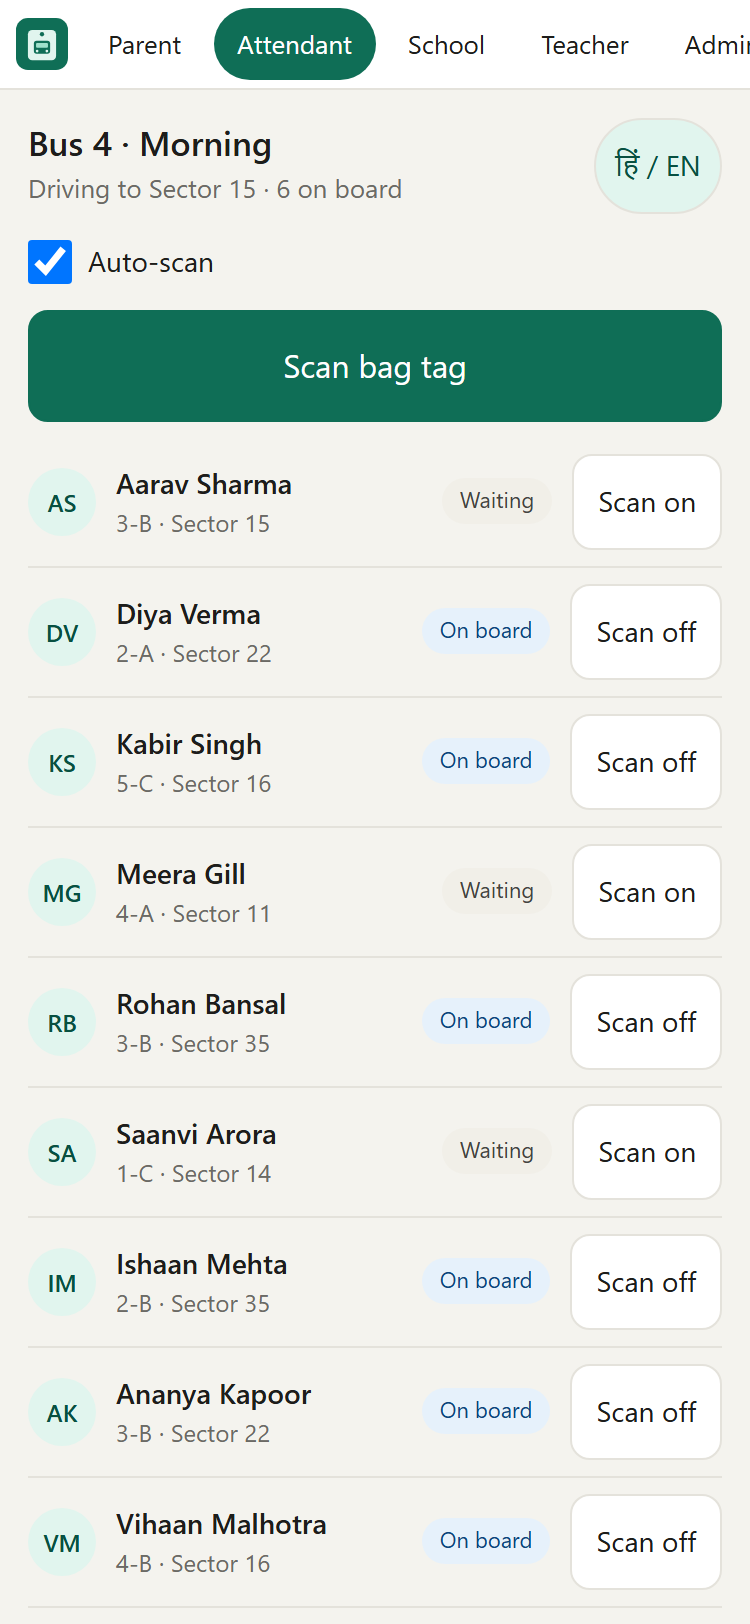 Parent Attendant School Teacher
Bus 4 · Morning
हिं / EN
Driving to Sector 15 · 6 on board
Auto-scan
Scan bag tag
AS Aarav Sharma Waiting Scan on
3-B · Sector 15
DV Diya Verma On board Scan off
2-A · Sector 22
KS Kabir Singh On board Scan off
5-C · Sector 16
MG Meera Gill Waiting Scan on
4-A · Sector 11
RB Rohan Bansal On board Scan off
3-B · Sector 35
SA Saanvi Arora Waiting Scan on
1-C · Sector 14
IM Ishaan Mehta On board Scan off
2-B · Sector 35
AK Ananya Kapoor On board Scan off
3-B · Sector 22
VM Vihaan Malhotra On board Scan off
4-B · Sector 16